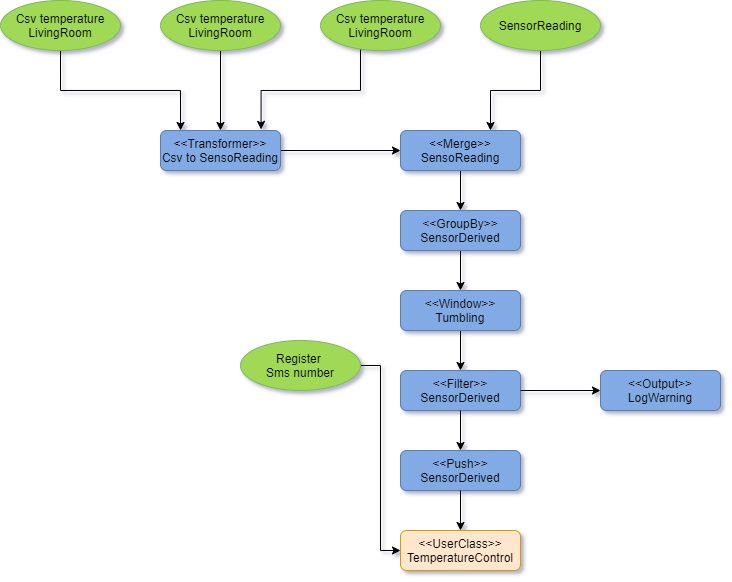 Csv temperature
LivingRoom
Csv temperature
LivingRoom
Csv temperature
LivingRoom
SensorReading
<<Transformer>>
Csv to SensoReading
<<Merge>>
SensoReading
<<GroupBy>>
SensorDerived
<<Window>>
Tumbling
Register
Sms number
<<Filter>>
SensorDerived
<<Output>>
LogWarning
<<Push>>
SensorDerived
<<UserClass>>
TemperatureControl